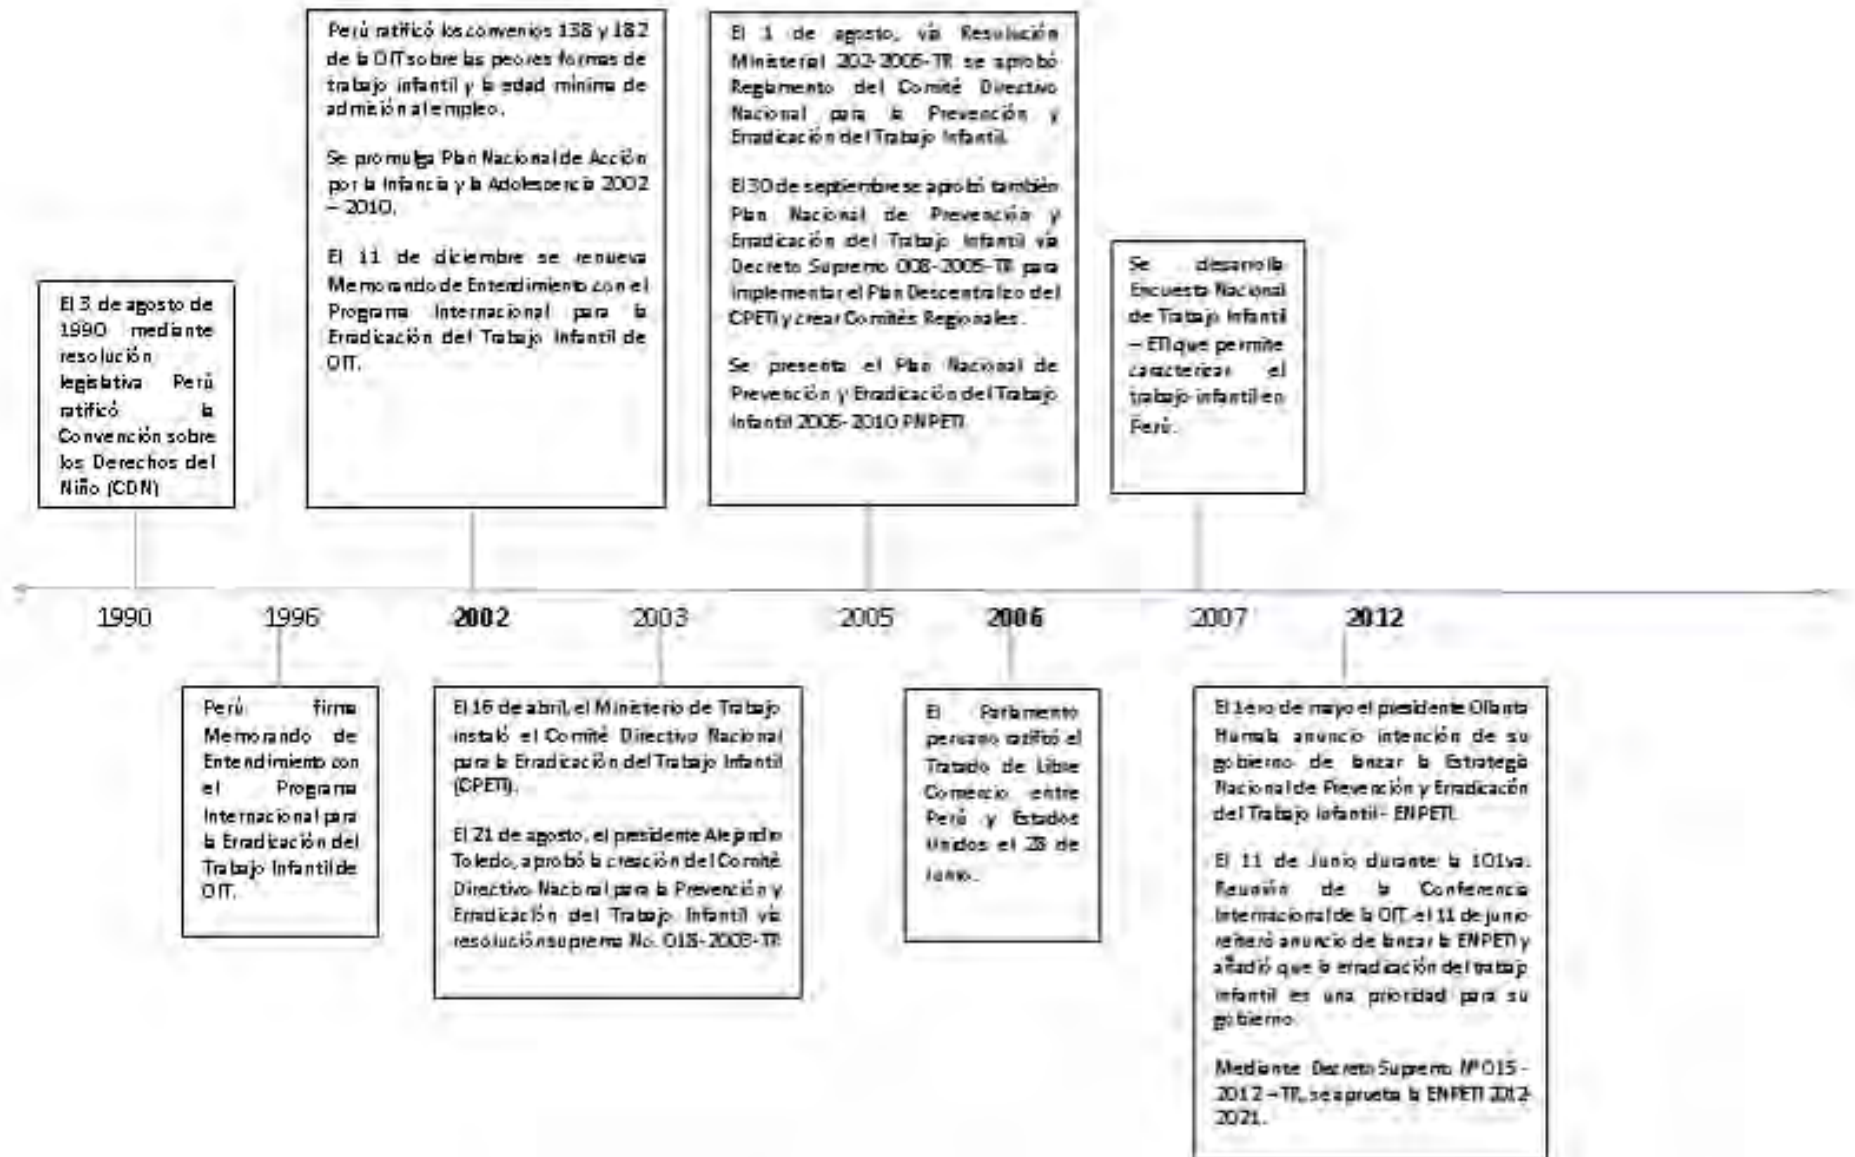 Perú ratificó los convenios 138 y 182
de la OIT sobre las peores formas de
trabajo infantil y la edad mínima de
admisión al empleo.
Se promulga Plan Nacional de Acción
por la Infancia y la Adolescencia 2002
– 2010.
El 11 de diciembre se renueva
Memorando de Entendimiento con el
Programa Internacional para la
Erradicación del Trabajo Infantil de
OIT.
El 1 de agosto, vía Resolución
Ministerial 202-2005-TR se aprobó
Reglamento del Comité Directivo
Nacional para la Prevención y
Erradicación del Trabajo Infantil.
El 30 de septiembre se aprobó también
Plan Nacional de Prevención y
Erradicación del Trabajo Infantil vía
Decreto Supremo 008-2005-TR para
implementar el Plan Descentralizo del
CPETI y crear Comités Regionales.
Se presenta el Plan Nacional de
Prevención y Erradicación del Trabajo
Infantil 2005-2010 PNPETI.
Se desarrolla
Encuesta Nacional
de Trabajo Infantil
– ETI que permite
caracterizar el
trabajo infantil en
Perú.
El 3 de agosto de
1990 mediante
resolución
legislativa Perú
ratificó la
Convención sobre
los Derechos del
Niño (CDN)
1990 1996 2002 2003 2005 2006 2007 2012
Perú firma
Memorando de
Entendimiento con
el Programa
Internacional para
la Erradicación del
Trabajo Infantil de
OIT.
El 16 de abril, el Ministerio de Trabajo
instaló el Comité Directivo Nacional
para la Erradicación del Trabajo Infantil
(CPETI).
El 21 de agosto, el presidente Alejandro
Toledo, aprobó la creación del Comité
Directivo Nacional para la Prevención y
Erradicación del Trabajo Infantil vía
resolución suprema No. 018-2003-TR
El Parlamento
peruano ratificó el
Tratado de Libre
Comercio entre
Perú y Estados
Unidos el 28 de
junio.
El 1ero de mayo el presidente Ollanta
Humala anuncio intención de su
gobierno de lanzar la Estrategia
Nacional de Prevención y Erradicación
del Trabajo Infantil - ENPETI.
El 11 de Junio durante la 101va.
Reunión de la Conferencia
Internacional de la OIT, el 11 de junio
reiteró anuncio de lanzar la ENPETI y
añadió que la erradicación del trabajo
infantil es una prioridad para su
gobierno.
Mediante Decreto Supremo Nº 015 -
2012 – TR, se aprueba la ENPETI 2012-
2021.